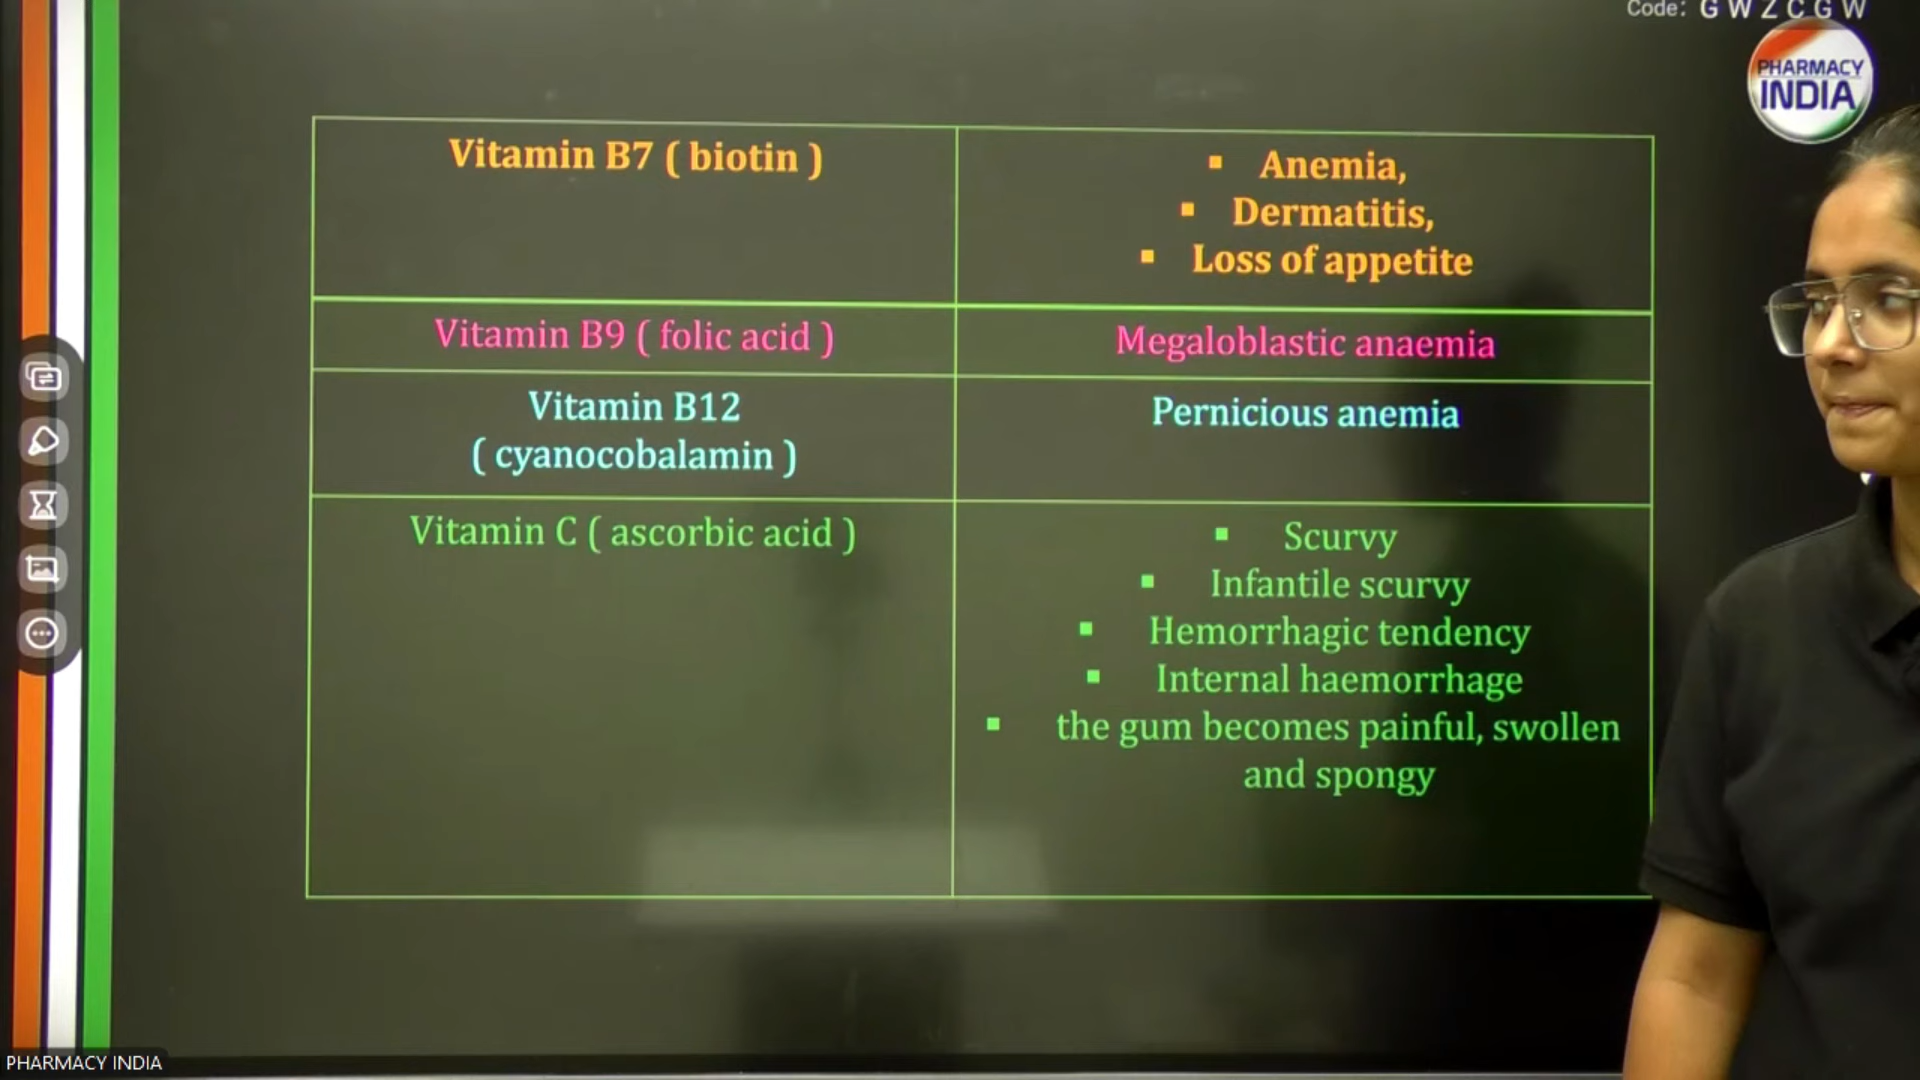 Code: G W Z C G W
PHARMACY
INDIA
Vitamin B7 ( biotin )
▪ Anemia,
▪ Dermatitis,
▪ Loss of appetite
Vitamin B9 ( folic acid )
Megaloblastic anaemia
Vitamin B12
( cyanocobalamin )
Pernicious anemia
Vitamin C ( ascorbic acid )
▪ Scurvy
▪ Infantile scurvy
▪ Hemorrhagic tendency
▪ Internal haemorrhage
▪ the gum becomes painful, swollen
and spongy
PHARMACY INDIA